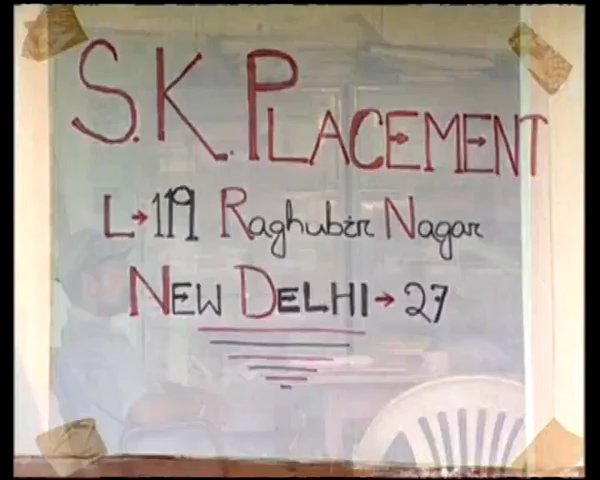 S.K. PLACEMENT
L→119 Raghubir Nagar
NEW DELHI→27